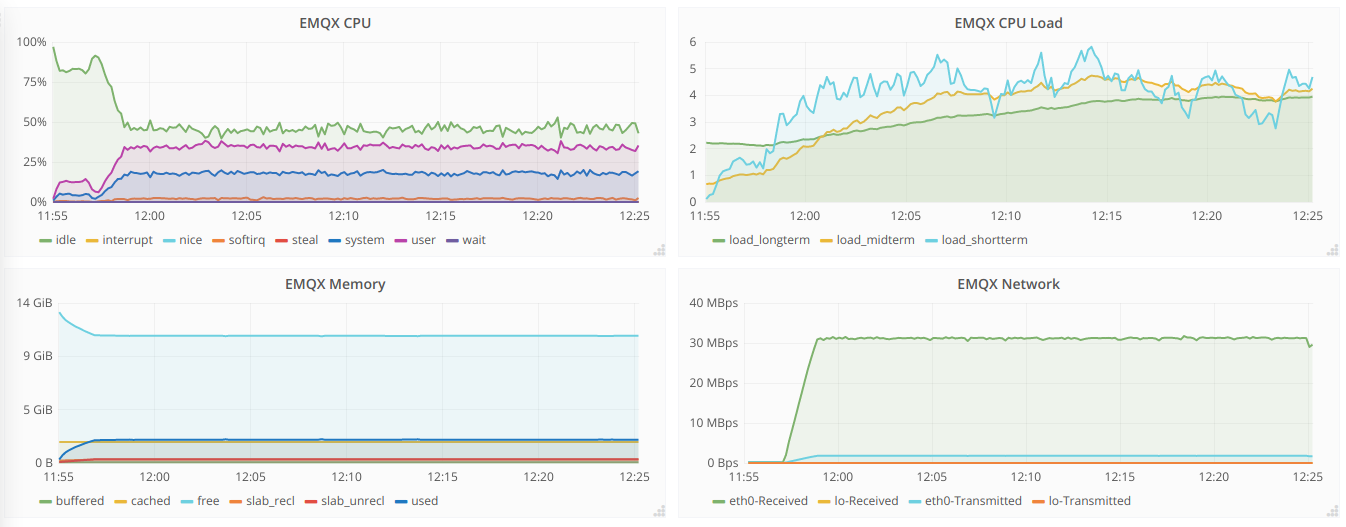 EMQX CPU
100%
75%
50%
25%
0%
11:55 12:00 12:05 12:10 12:15 12:20 12:25
idle interrupt nice softirq steal system user wait
EMQX CPU Load
6
5
4
3
2
1
0
11:55 12:00 12:05 12:10 12:15 12:20 12:25
load_longterm load_midterm load_shortterm
EMQX Memory
14 GiB
9 GiB
5 GiB
0 B
11:55 12:00 12:05 12:10 12:15 12:20 12:25
buffered cached free slab_recl slab_unrecl used
EMQX Network
40 MBps
30 MBps
20 MBps
10 MBps
0 Bps
11:55 12:00 12:05 12:10 12:15 12:20 12:25
eth0-Received lo-Received eth0-Transmitted lo-Transmitted